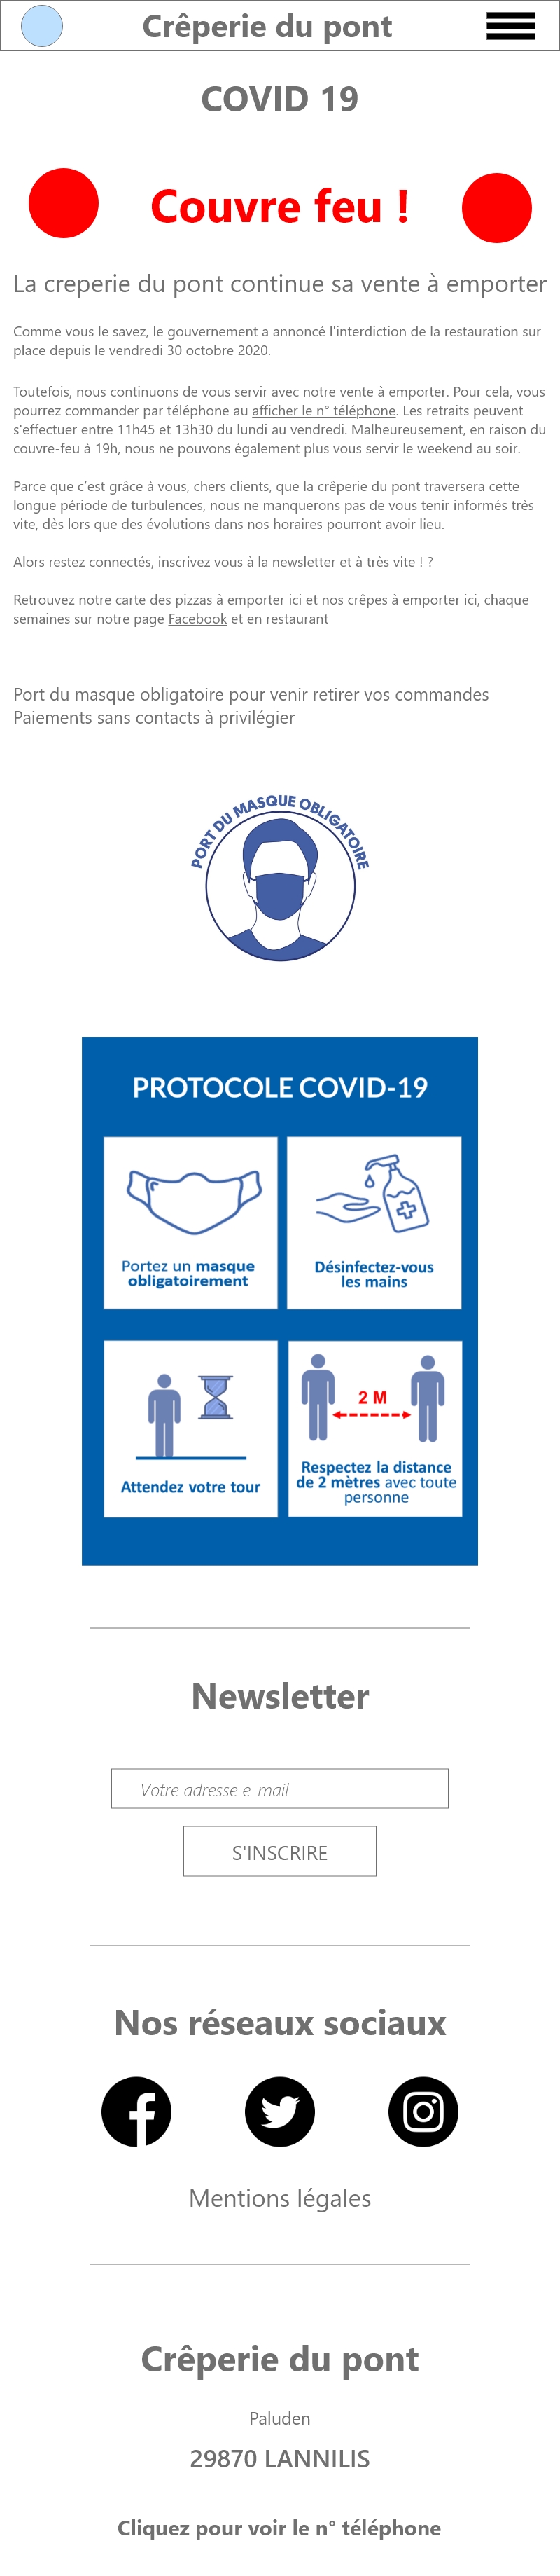 Crêperie du pont
COVID 19
Couvre feu !
La creperie du pont continue sa vente à emporter
Comme vous le savez, le gouvernement a annoncé l'interdiction de la restauration sur
place depuis le vendredi 30 octobre 2020.
Toutefois, nous continuons de vous servir avec notre vente à emporter. Pour cela, vous
pourrez commander par téléphone au afficher le n° téléphone. Les retraits peuvent
s'effectuer entre 11h45 et 13h30 du lundi au vendredi. Malheureusement, en raison du
couvre-feu à 19h, nous ne pouvons également plus vous servir le weekend au soir.
Parce que c'est grâce à vous, chers clients, que la crêperie du pont traversera cette
longue période de turbulences, nous ne manquerons pas de vous tenir informés très
vite, dès lors que des évolutions dans nos horaires pourront avoir lieu.
Alors restez connectés, inscrivez vous à la newsletter et à très vite ! ?
Retrouvez notre carte des pizzas à emporter ici et nos crêpes à emporter ici, chaque
semaines sur notre page Facebook et en restaurant
Port du masque obligatoire pour venir retirer vos commandes
Paiements sans contacts à privilégier
PORT DU MASQUE OBLIGATOIRE
PROTOCOLE COVID-19
Portez un masque
obligatoirement
Désinfectez-vous
les mains
Attendez votre tour
2 M
Respectez la distance
de 2 mètres avec toute
personne
Newsletter
Votre adresse e-mail
S'INSCRIRE
Nos réseaux sociaux
Mentions légales
Crêperie du pont
Paluden
29870 LANNILIS
Cliquez pour voir le n° téléphone